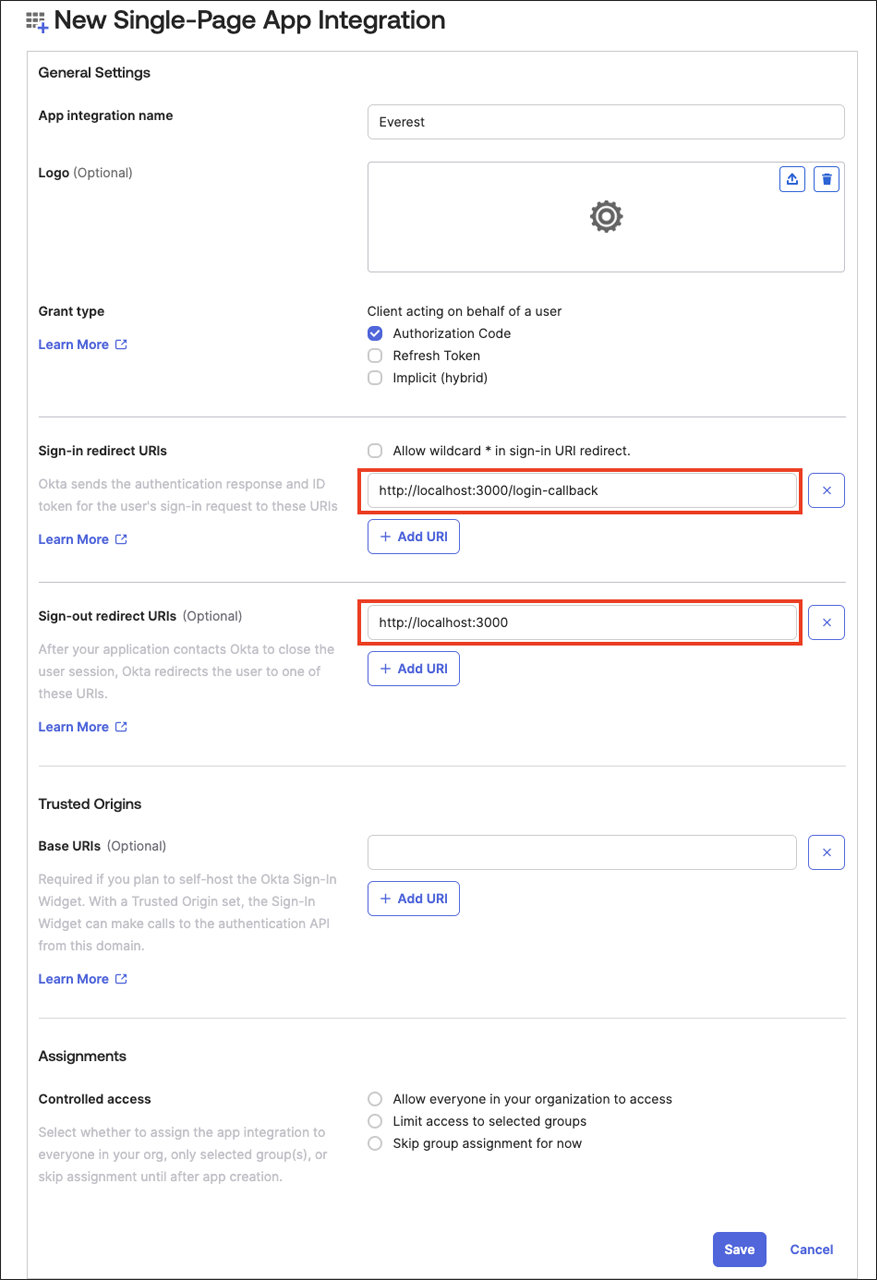 New Single-Page App Integration
General Settings
App integration name
Everest
Logo (Optional)
Grant type
Client acting on behalf of a user
Learn More
Authorization Code
Refresh Token
Implicit (hybrid)
Sign-in redirect URIs
Allow wildcard * in sign-in URI redirect.
Okta sends the authentication response and ID
token for the user's sign-in request to these URIs
http://localhost:3000/login-callback
Learn More
+ Add URI
Sign-out redirect URIs (Optional)
http://localhost:3000
After your application contacts Okta to close the
user session, Okta redirects the user to one of
these URIs.
+ Add URI
Learn More
Trusted Origins
Base URIs (Optional)
Required if you plan to self-host the Okta Sign-In
Widget. With a Trusted Origin set, the Sign-In
Widget can make calls to the authentication API
from this domain.
+ Add URI
Learn More
Assignments
Controlled access
Allow everyone in your organization to access
Limit access to selected groups
Skip group assignment for now
Select whether to assign the app integration to
everyone in your org, only selected group(s), or
skip assignment until after app creation.
Save
Cancel